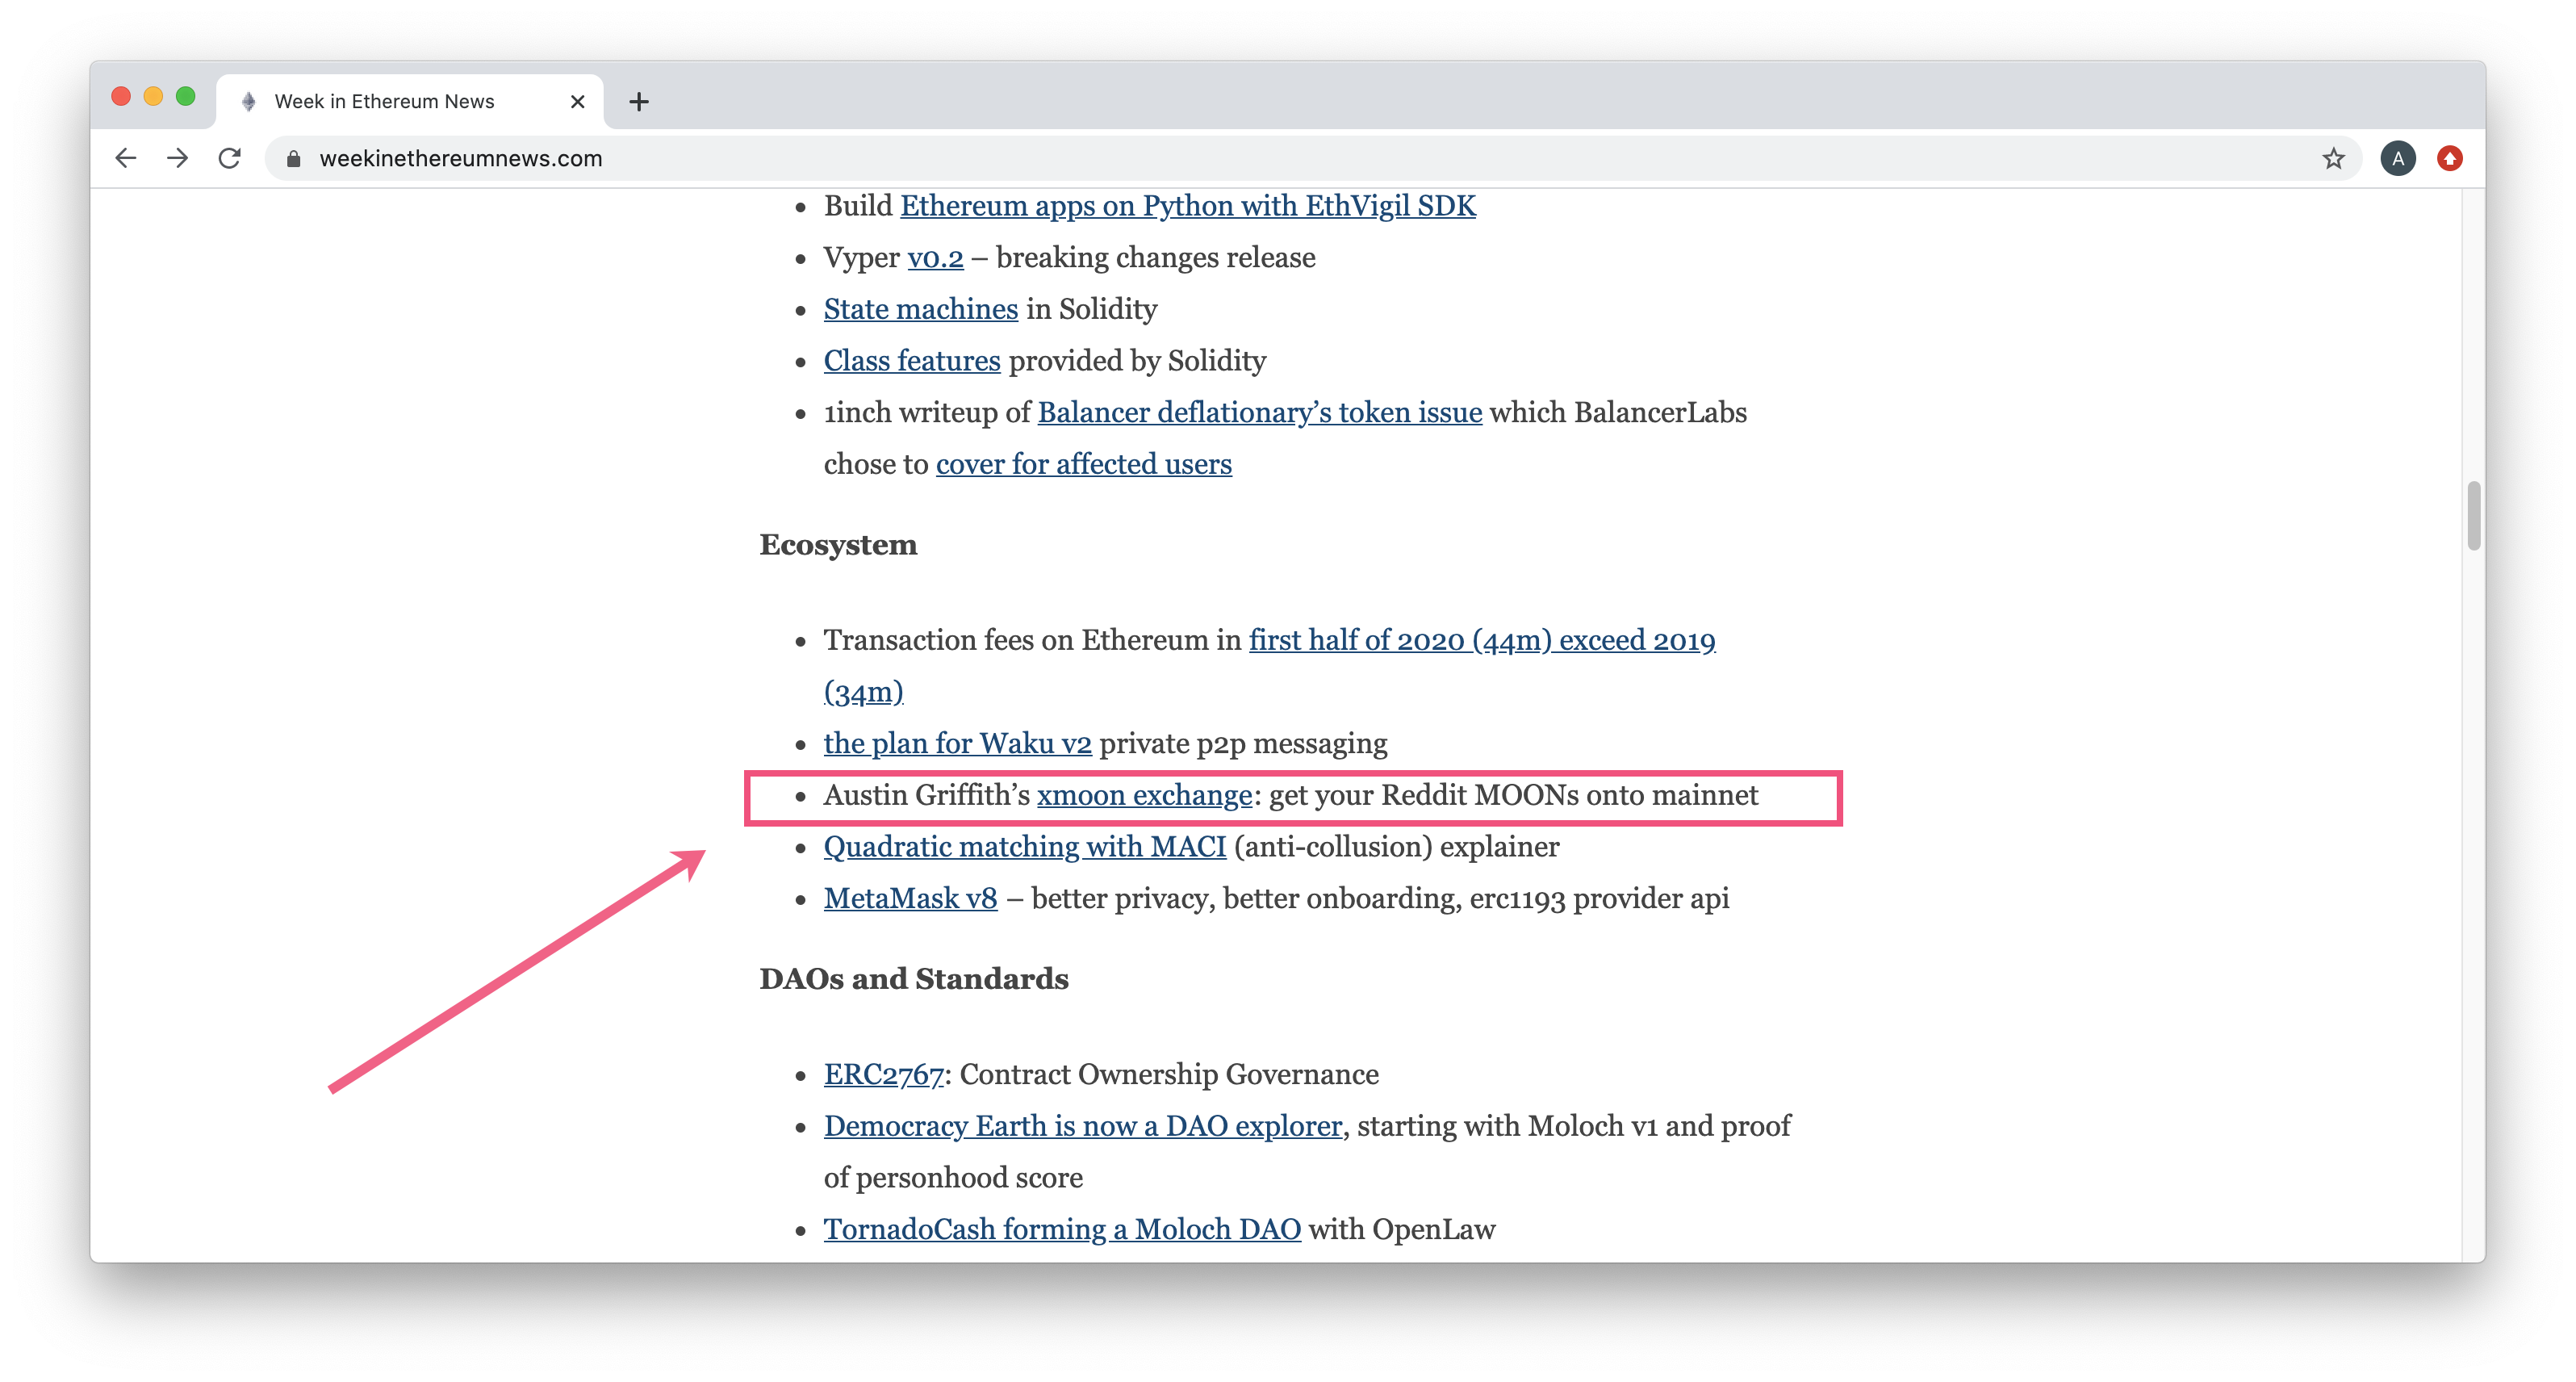 Week in Ethereum News
weekinethereumnews.com
A
Build Ethereum apps on Python with EthVigil SDK
Vyper v0.2 – breaking changes release
State machines in Solidity
Class features provided by Solidity
1inch writeup of Balancer deflationary’s token issue which BalancerLabs
chose to cover for affected users
Ecosystem
Transaction fees on Ethereum in first half of 2020 (44m) exceed 2019
(34m)
the plan for Waku v2 private p2p messaging
Austin Griffith’s xmoon exchange: get your Reddit MOONs onto mainnet
Quadratic matching with MACI (anti-collusion) explainer
MetaMask v8 – better privacy, better onboarding, erc1193 provider api
DAOs and Standards
ERC2767: Contract Ownership Governance
Democracy Earth is now a DAO explorer, starting with Moloch v1 and proof
of personhood score
TornadoCash forming a Moloch DAO with OpenLaw